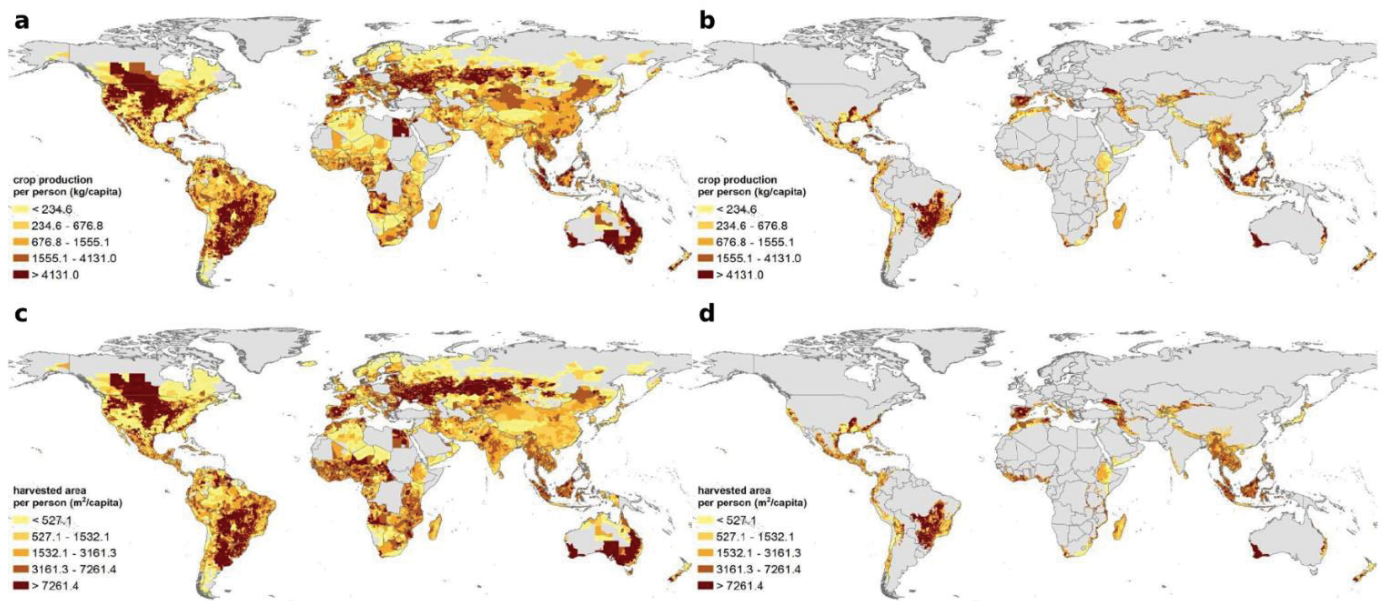 a
b
crop production
per person (kg/capita)
< 234.6
234.6 - 676.8
676.8 - 1555.1
1555.1 - 4131.0
> 4131.0
crop production
per person (kg/capita)
< 234.6
234.6 - 676.8
676.8 - 1555.1
1555.1 - 4131.0
> 4131.0
c
d
harvested area
per person (m²/capita)
< 527.1
527.1 - 1532.1
1532.1 - 3161.3
3161.3 - 7261.4
> 7261.4
harvested area
per person (m²/capita)
< 527.1
527.1 - 1532.1
1532.1 - 3161.3
3161.3 - 7261.4
> 7261.4